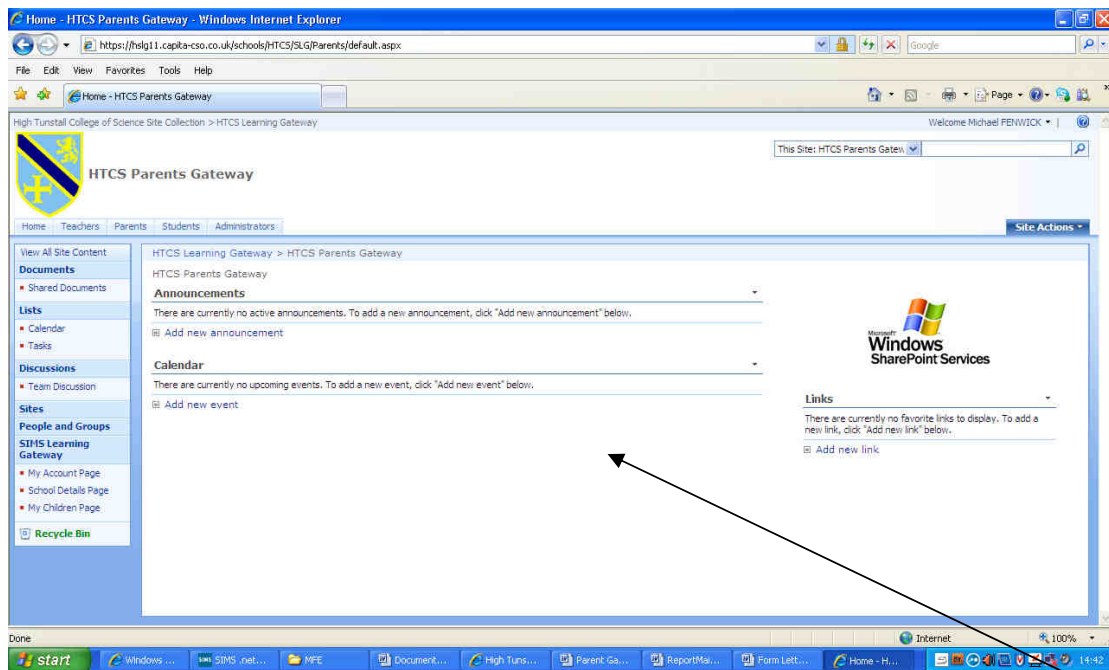 Home - HTCS Parents Gateway - Windows Internet Explorer
https://hslg11.capita-cso.co.uk/schools/HTCS/SLG/Parents/default.aspx
Google
File Edit View Favorites Tools Help
Home - HTCS Parents Gateway
Page
High Tunstall College of Science Site Collection > HTCS Learning Gateway
Welcome Michael FENWICK
HTCS Parents Gateway
This Site: HTCS Parents Gatew
Home Teachers Parents Students Administrators
Site Actions
View All Site Content
Documents
Shared Documents
Lists
Calendar
Tasks
Discussions
Team Discussion
Sites
People and Groups
SIMS Learning
Gateway
My Account Page
School Details Page
My Children Page
Recycle Bin
HTCS Learning Gateway > HTCS Parents Gateway
HTCS Parents Gateway
Announcements
There are currently no active announcements. To add a new announcement, click "Add new announcement" below.
Add new announcement
Calendar
There are currently no upcoming events. To add a new event, click "Add new event" below.
Add new event
Microsoft
Windows
SharePoint Services
Links
There are currently no favorite links to display. To add a
new link, click "Add new link" below.
Add new link
Done
Internet
100%
start
Windows ...
SIMS .net...
MFE
Document...
High Tuns...
Parent Ga...
ReportMai...
Form Lett...
Home - H...
14:42